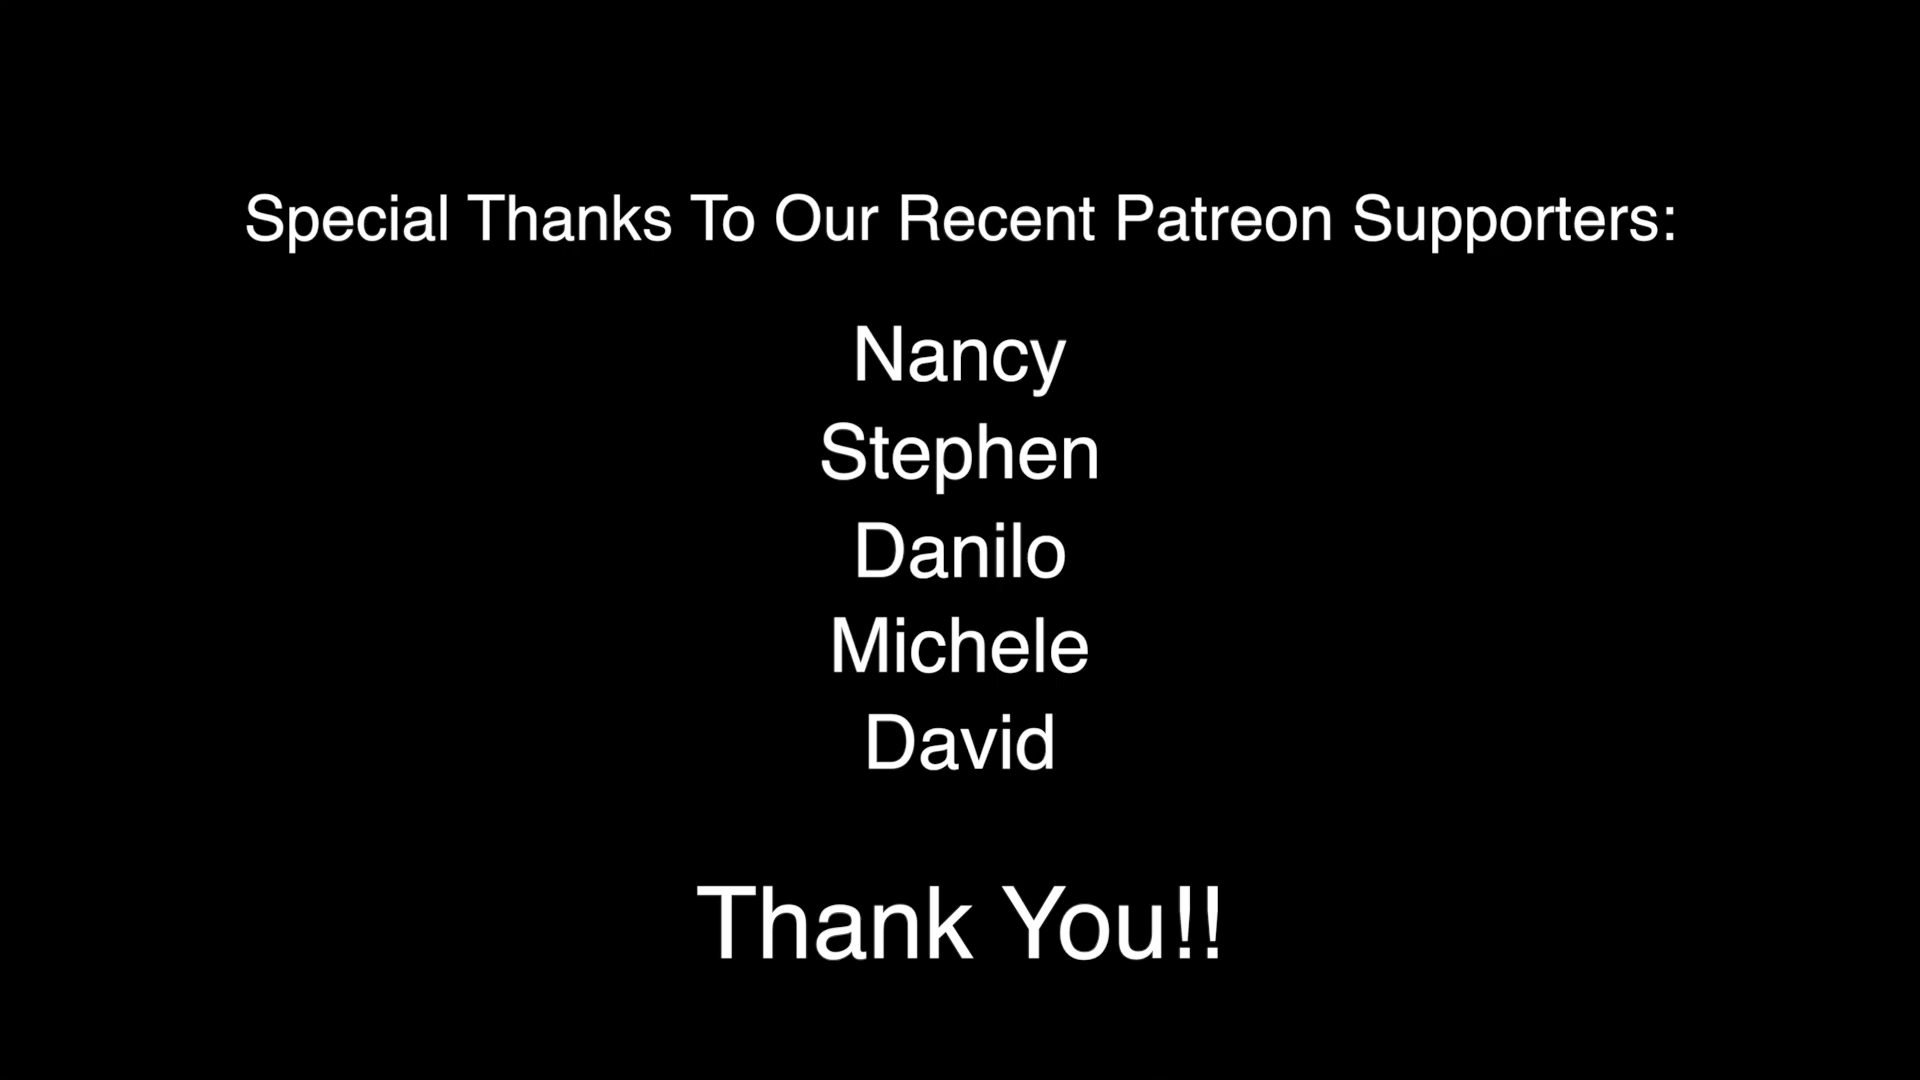 Special Thanks To Our Recent Patreon Supporters:
Nancy
Stephen
Danilo
Michele
David
Thank You!!